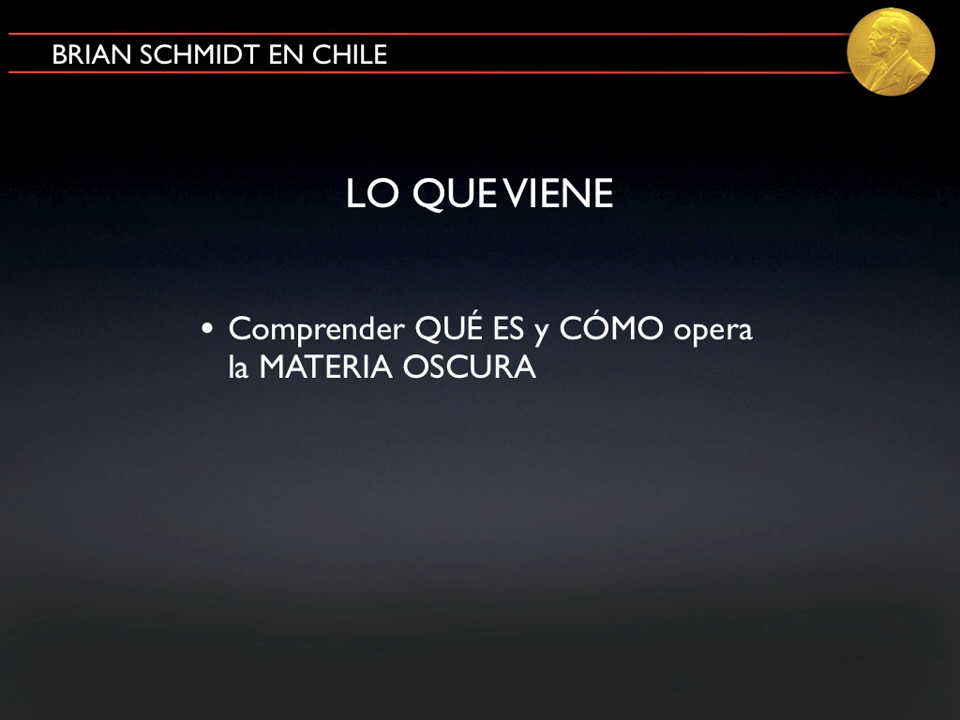 BRIAN SCHMIDT EN CHILE
LO QUE VIENE
• Comprender QUÉ ES y CÓMO opera
la MATERIA OSCURA